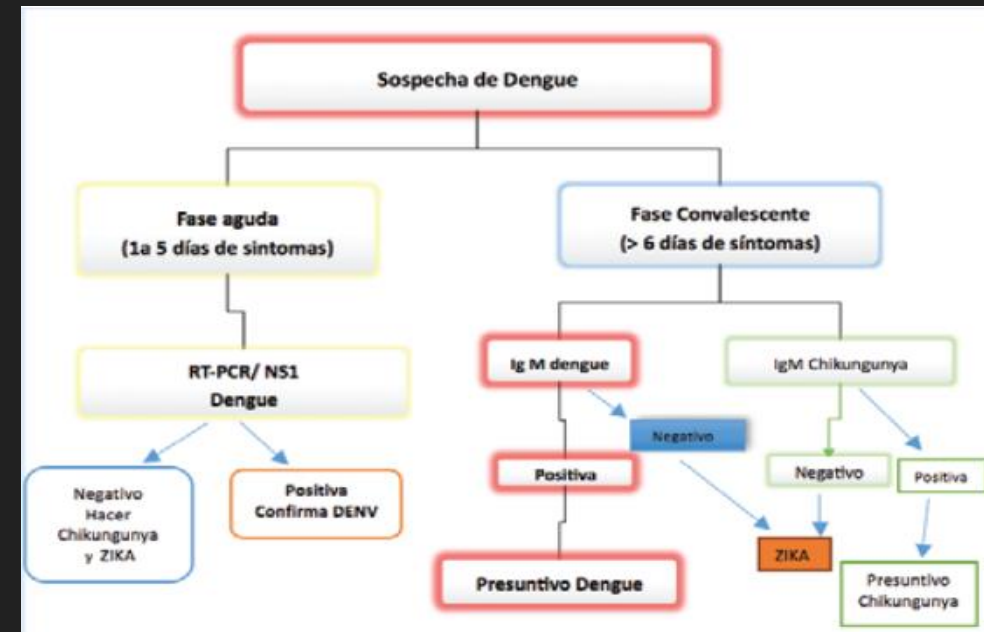 Sospecha de Dengue
Fase aguda
(1a 5 días de sintomas)
Fase Convalescente
(> 6 días de síntomas)
RT-PCR/ NS1
Dengue
Ig M dengue
IgM Chikungunya
Negativo
Negativo
Positiva
Positiva
Negativo
Hacer
Chikungunya
y ZIKA
Positiva
Confirma DENV
ZIKA
Presuntivo Dengue
Presuntivo
Chikungunya